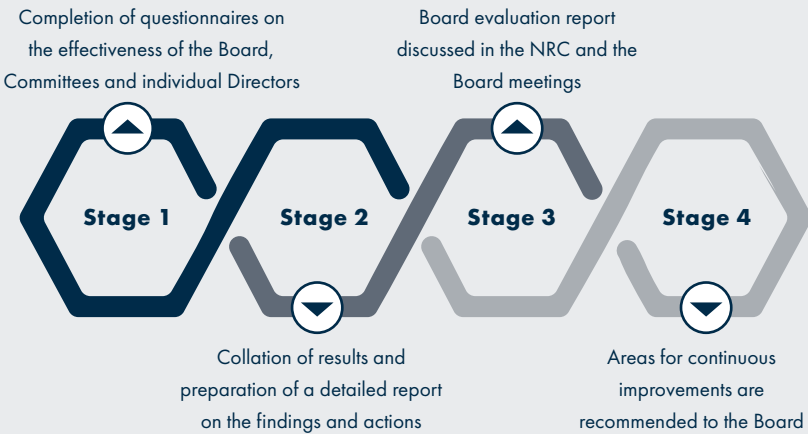 Completion of questionnaires on
the effectiveness of the Board,
Committees and individual Directors
Board evaluation report
discussed in the NRC and the
Board meetings
Stage 1
Stage 2
Stage 3
Stage 4
Collation of results and
preparation of a detailed report
on the findings and actions
Areas for continuous
improvements are
recommended to the Board